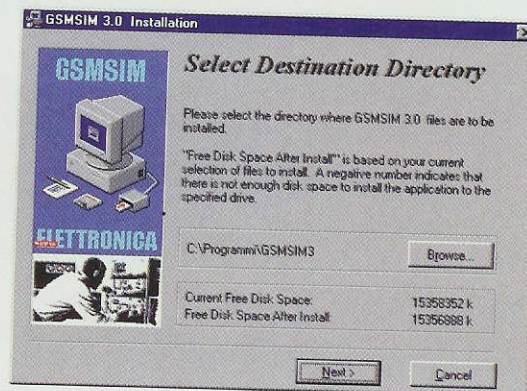 GSMSIM 3.0 Installation
GSMSIM
ELETTRONICA
Select Destination Directory
Please select the directory where GSMSIM 3.0 files are to be
installed.
"Free Disk Space After Install" is based on your current
selection of files to install. A negative number indicates that
there is not enough disk space to install the application to the
specified drive.
C:\Programmi\GSMSIM3
Browse...
Current Free Disk Space: 15358352 k
Free Disk Space After Install: 15356888 k
Next >
Cancel